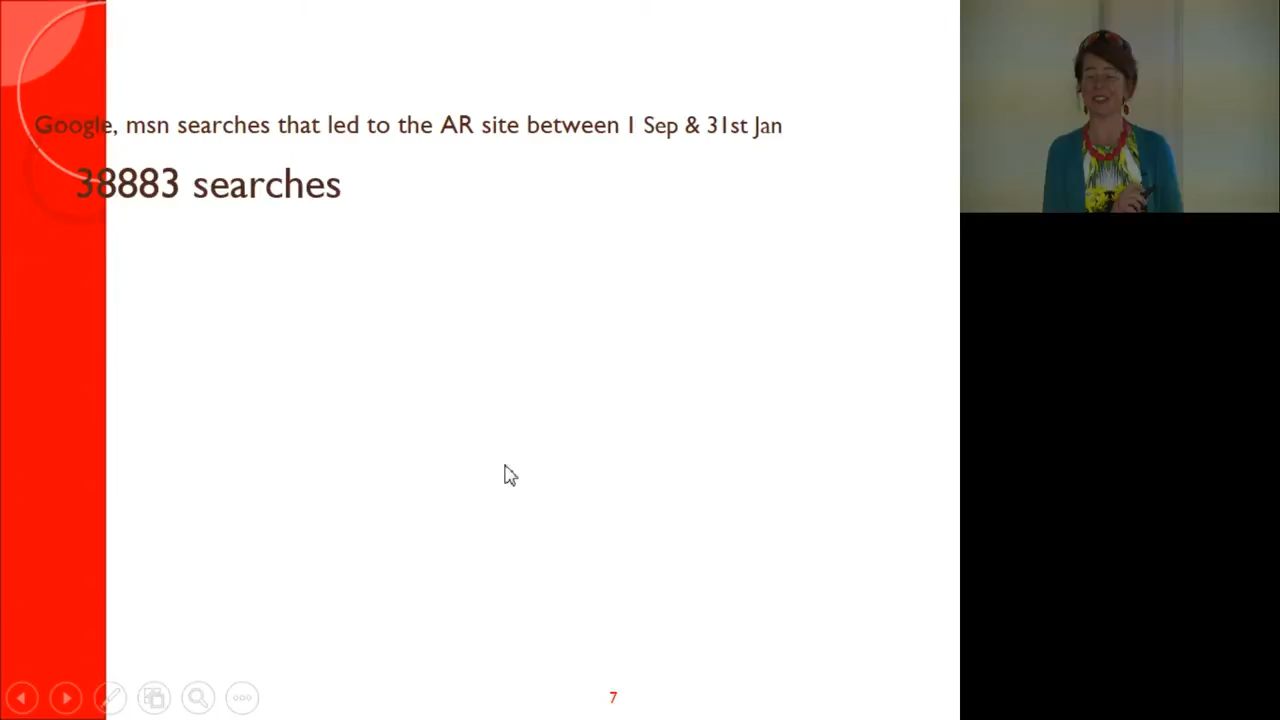 Google, msn searches that led to the AR site between 1 Sep & 31st Jan
38883 searches
7